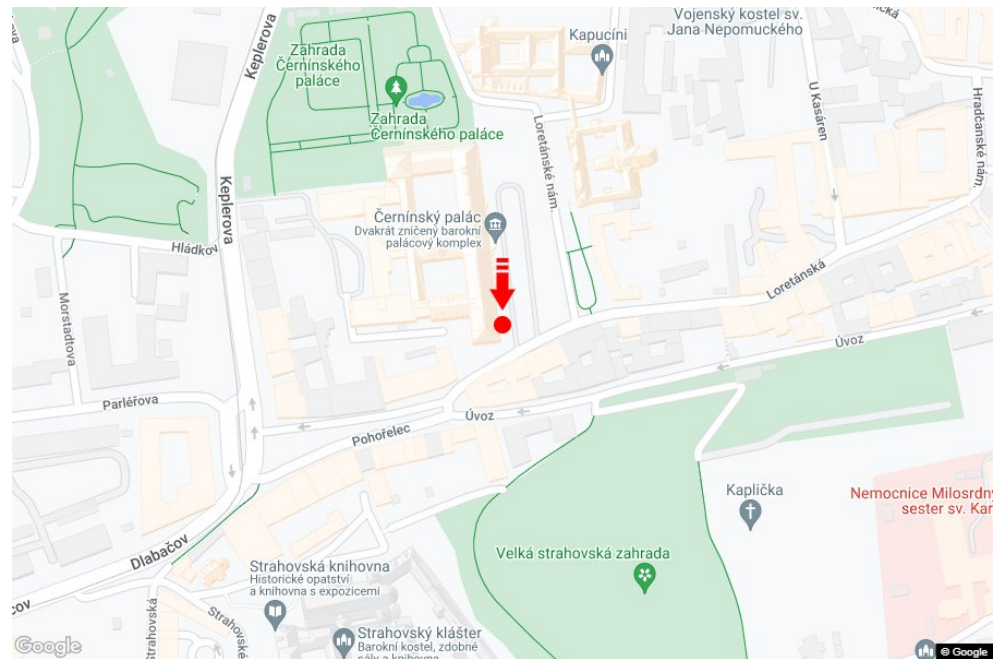 Keplerova
Zahrada
Černínského
paláce
Zahrada
Černínského paláce
Kapucíni
Vojenský kostel sv.
Jana Nepomuckého
U Kasáren
Hradčanské nám.
Loretánské nám.
Keplerova
Hládkov
Černínský palác
Dvakrát zničený barokní
palácový komplex
Morstadtova
Loretánská
Úvoz
Parléřova
Úvoz
Pohořelec
Kaplička
Nemocnice Milosrdný
sester sv. Kar
Dlabačov
Velká strahovská zahrada
Strahovská knihovna
Historické opatství
a knihovna s expozicemi
Strahovská
Strahovské
Strahovský klášter
Barokní kostel, zdobné
sály a knihovna
Google
© Google